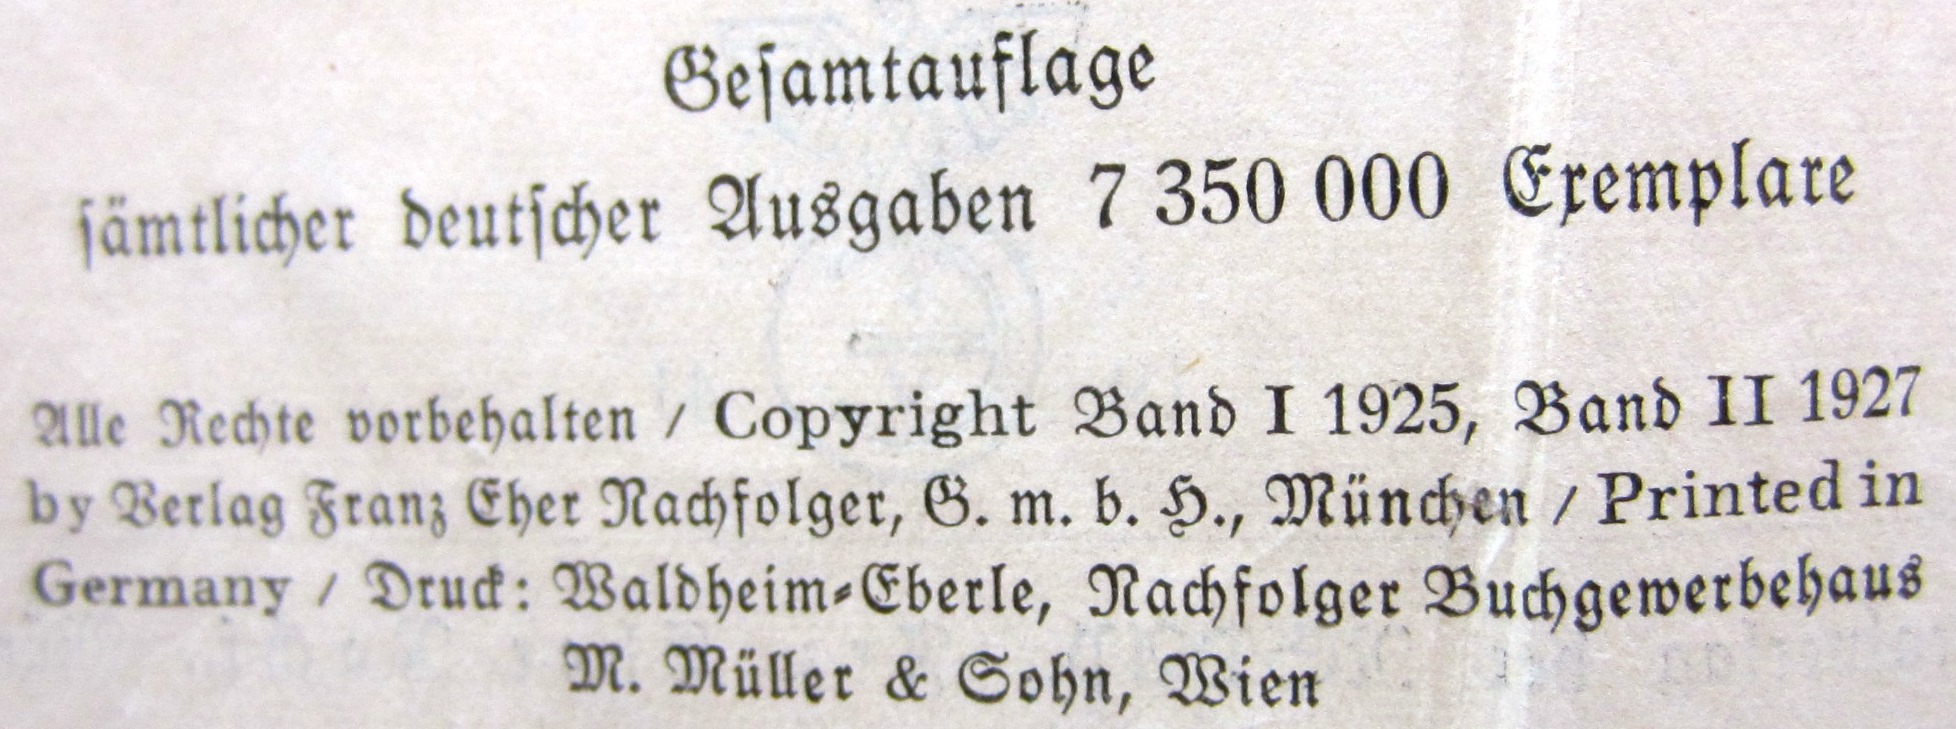 Gesamtauflage
sämtlicher deutscher Ausgaben 7 350 000 Exemplare
Alle Rechte vorbehalten / Copyright Band I 1925, Band II 1927
by Verlag Franz Eher Nachfolger, G. m. b. H., München / Printed in
Germany / Druck: Waldheim-Eberle, Nachfolger Buchgewerbehaus
M. Müller & Sohn, Wien